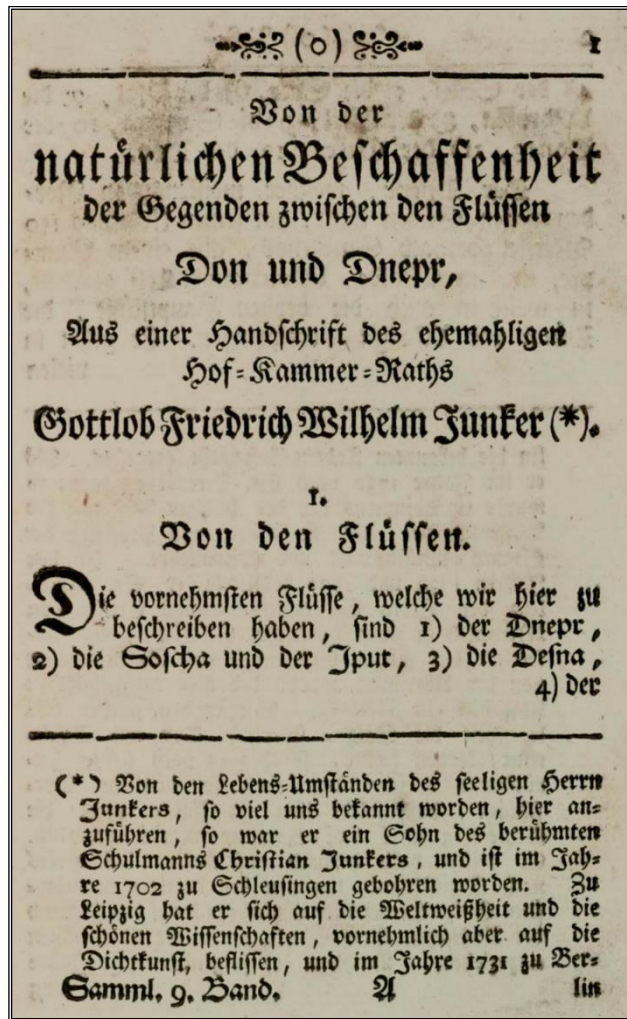 (o) 1
Von der
natürlichen Beschaffenheit
der Gegenden zwischen den Flüssen
Don und Dnepr,
Aus einer Handschrift des ehemahligen
Hof-Kammer-Raths
Gottlob Friedrich Wilhelm Junker (*).
1.
Von den Flüssen.
Die vornehmsten Flüsse, welche wir hier zu
beschreiben haben, sind 1) der Dnepr,
2) die Soscha und der Jput, 3) die Desna,
4) der
(*) Von den Lebens-Umständen des seeligen Herrn
Junkers, so viel uns bekannt worden, hier an-
zuführen, so war er ein Sohn des berühmten
Schulmanns Christian Junkers, und ist im Jah-
re 1702 zu Schleusingen gebohren worden. Zu
Leipzig hat er sich auf die Weltweißheit und die
schönen Wissenschaften, vornehmlich aber auf die
Dichtkunst, beflissen, und im Jahre 1731 zu Ber-
Samml. 9. Band. A lin